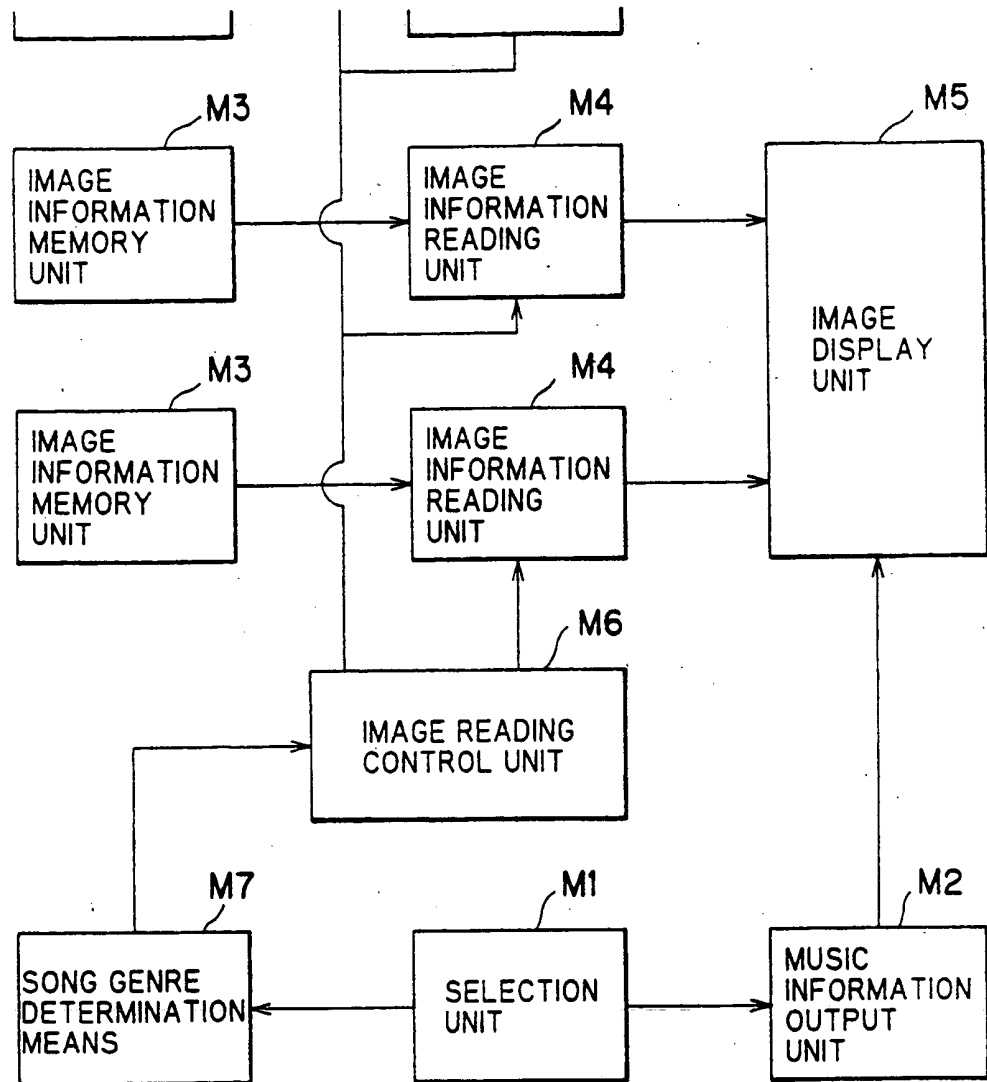 M3
IMAGE
INFORMATION
MEMORY
UNIT
M4
IMAGE
INFORMATION
READING
UNIT
M5
IMAGE
DISPLAY
UNIT
M3
IMAGE
INFORMATION
MEMORY
UNIT
M4
IMAGE
INFORMATION
READING
UNIT
M6
IMAGE READING
CONTROL UNIT
M7
SONG GENRE
DETERMINATION
MEANS
M1
SELECTION
UNIT
M2
MUSIC
INFORMATION
OUTPUT
UNIT